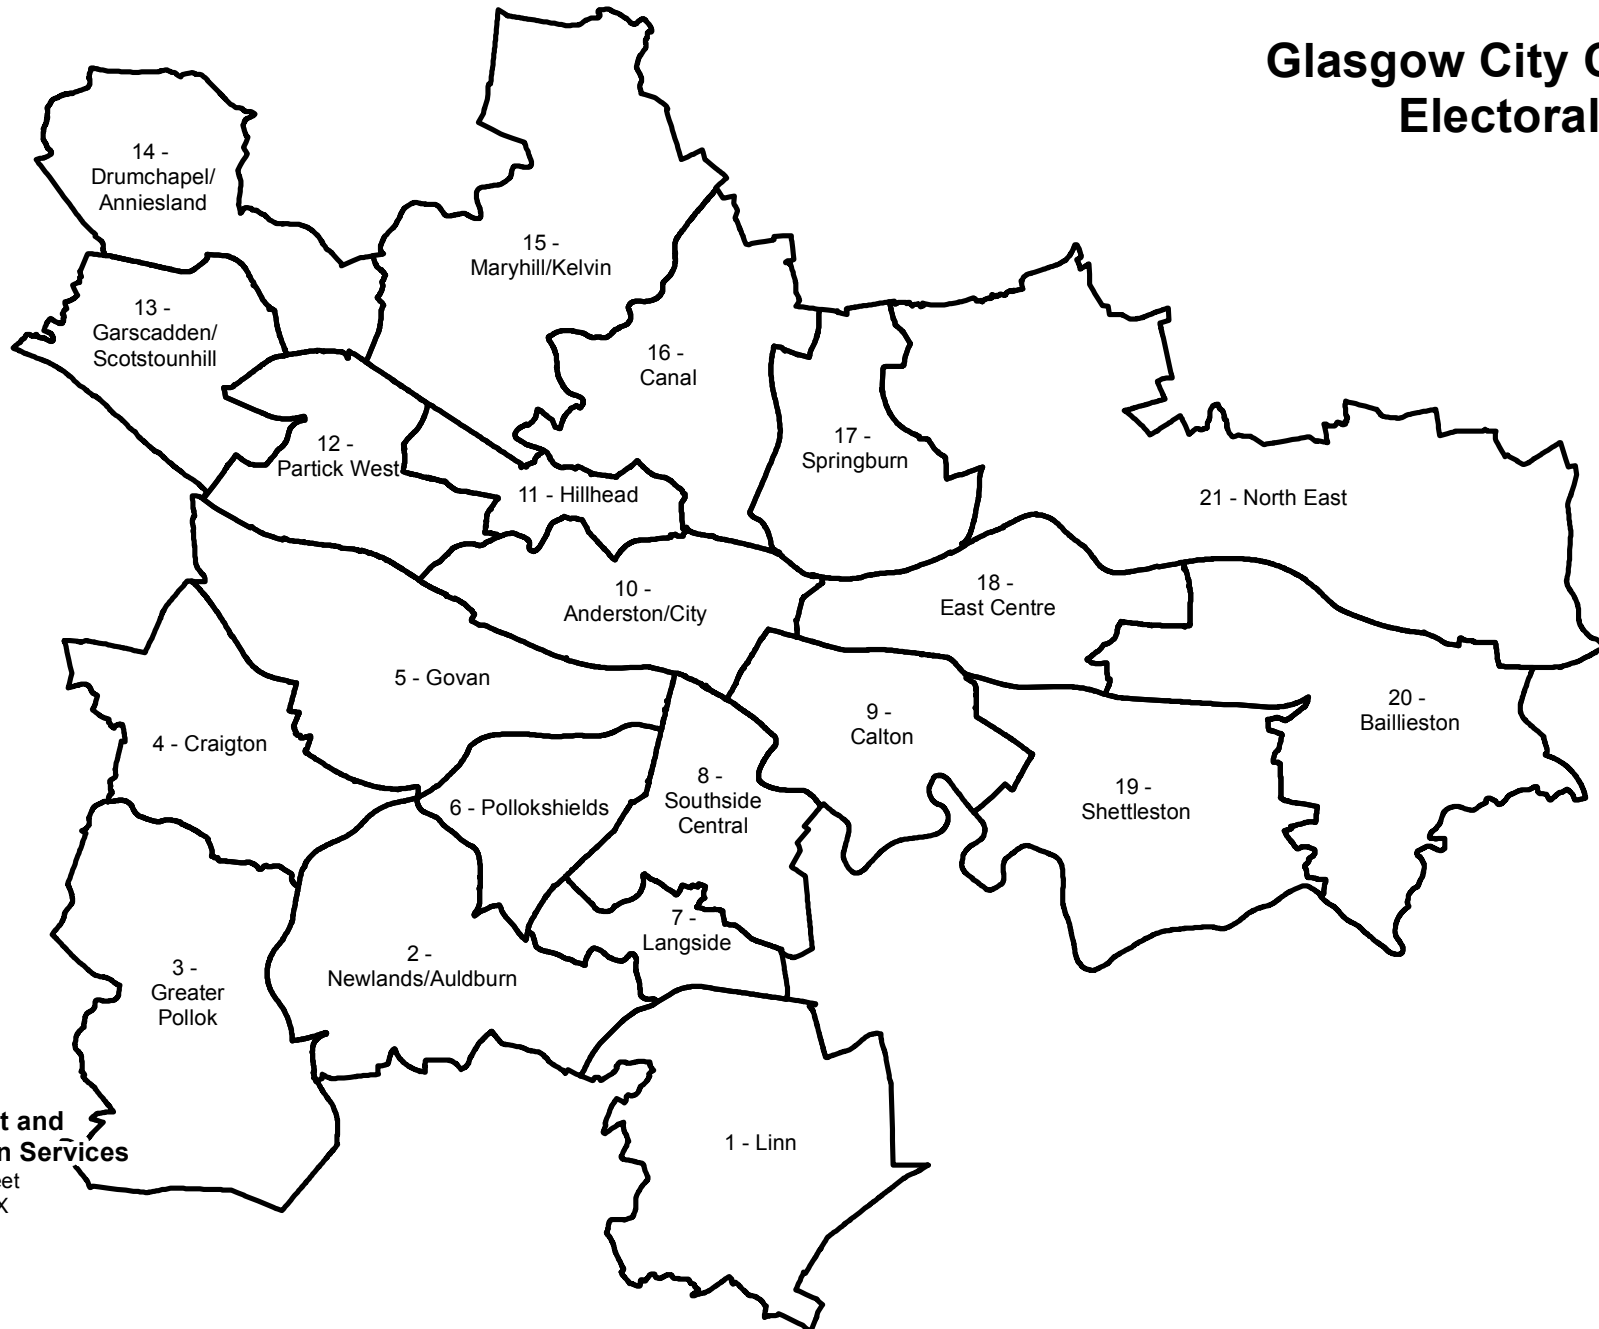 Glasgow City C
Electoral
14 -
Drumchapel/
Anniesland
15 -
Maryhill/Kelvin
13 -
Garscadden/
Scotstounhill
16 -
Canal
12 -
Partick West
17 -
Springburn
11 - Hillhead
21 - North East
10 -
Anderston/City
18 -
East Centre
5 - Govan
4 - Craigton
9 -
Calton
20 -
Baillieston
6 - Pollokshields
8 -
Southside
Central
19 -
Shettleston
7 -
Langside
2 -
Newlands/Auldburn
3 -
Greater
Pollok
1 - Linn
t and
n Services
eet
X